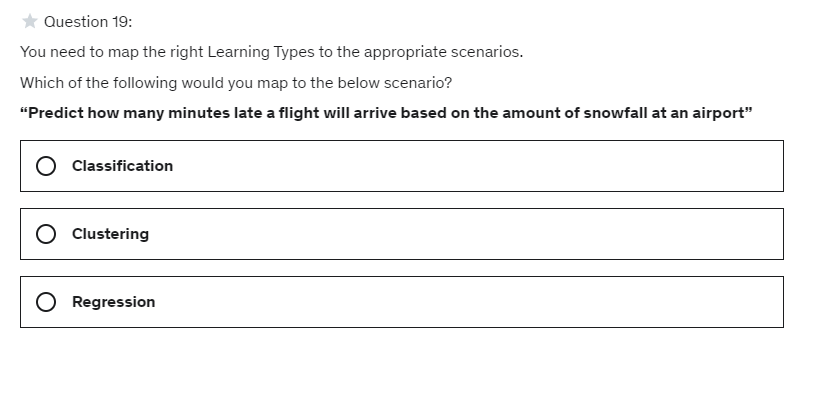 Question 19:
You need to map the right Learning Types to the appropriate scenarios.
Which of the following would you map to the below scenario?
“Predict how many minutes late a flight will arrive based on the amount of snowfall at an airport”
Classification
Clustering
Regression